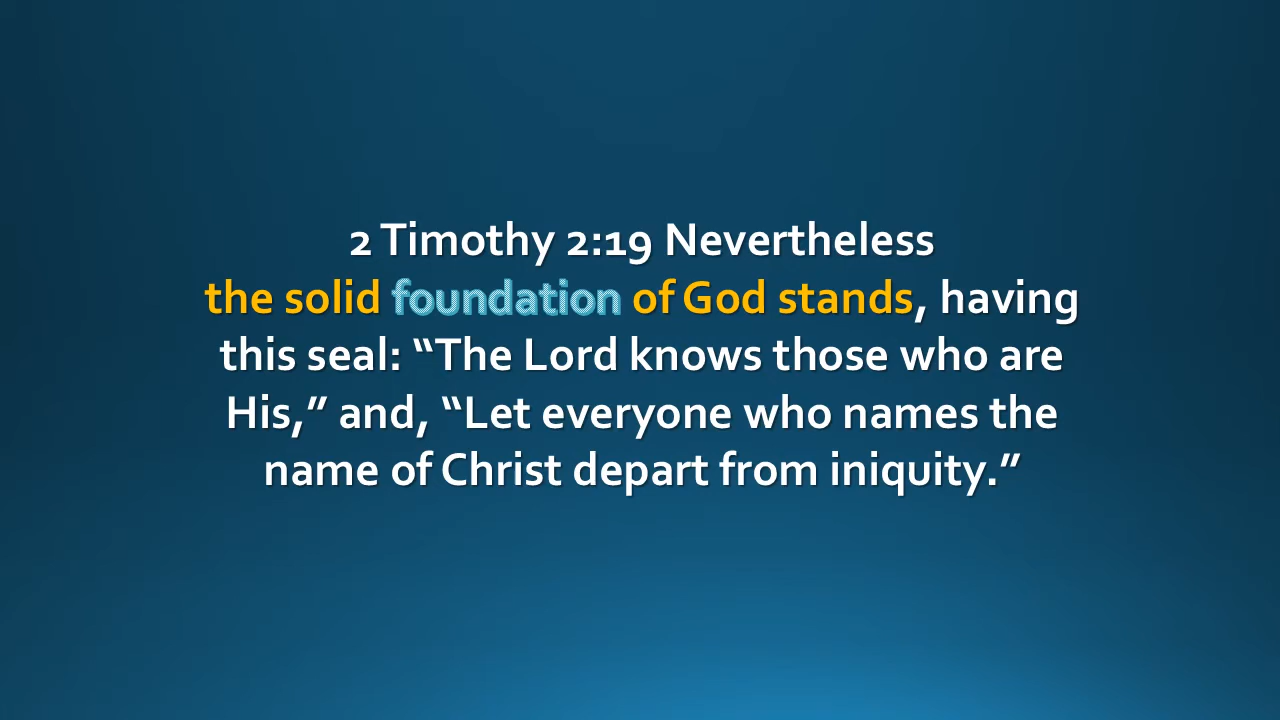 2 Timothy 2:19 Nevertheless
the solid foundation of God stands, having
this seal: “The Lord knows those who are
His,” and, “Let everyone who names the
name of Christ depart from iniquity.”